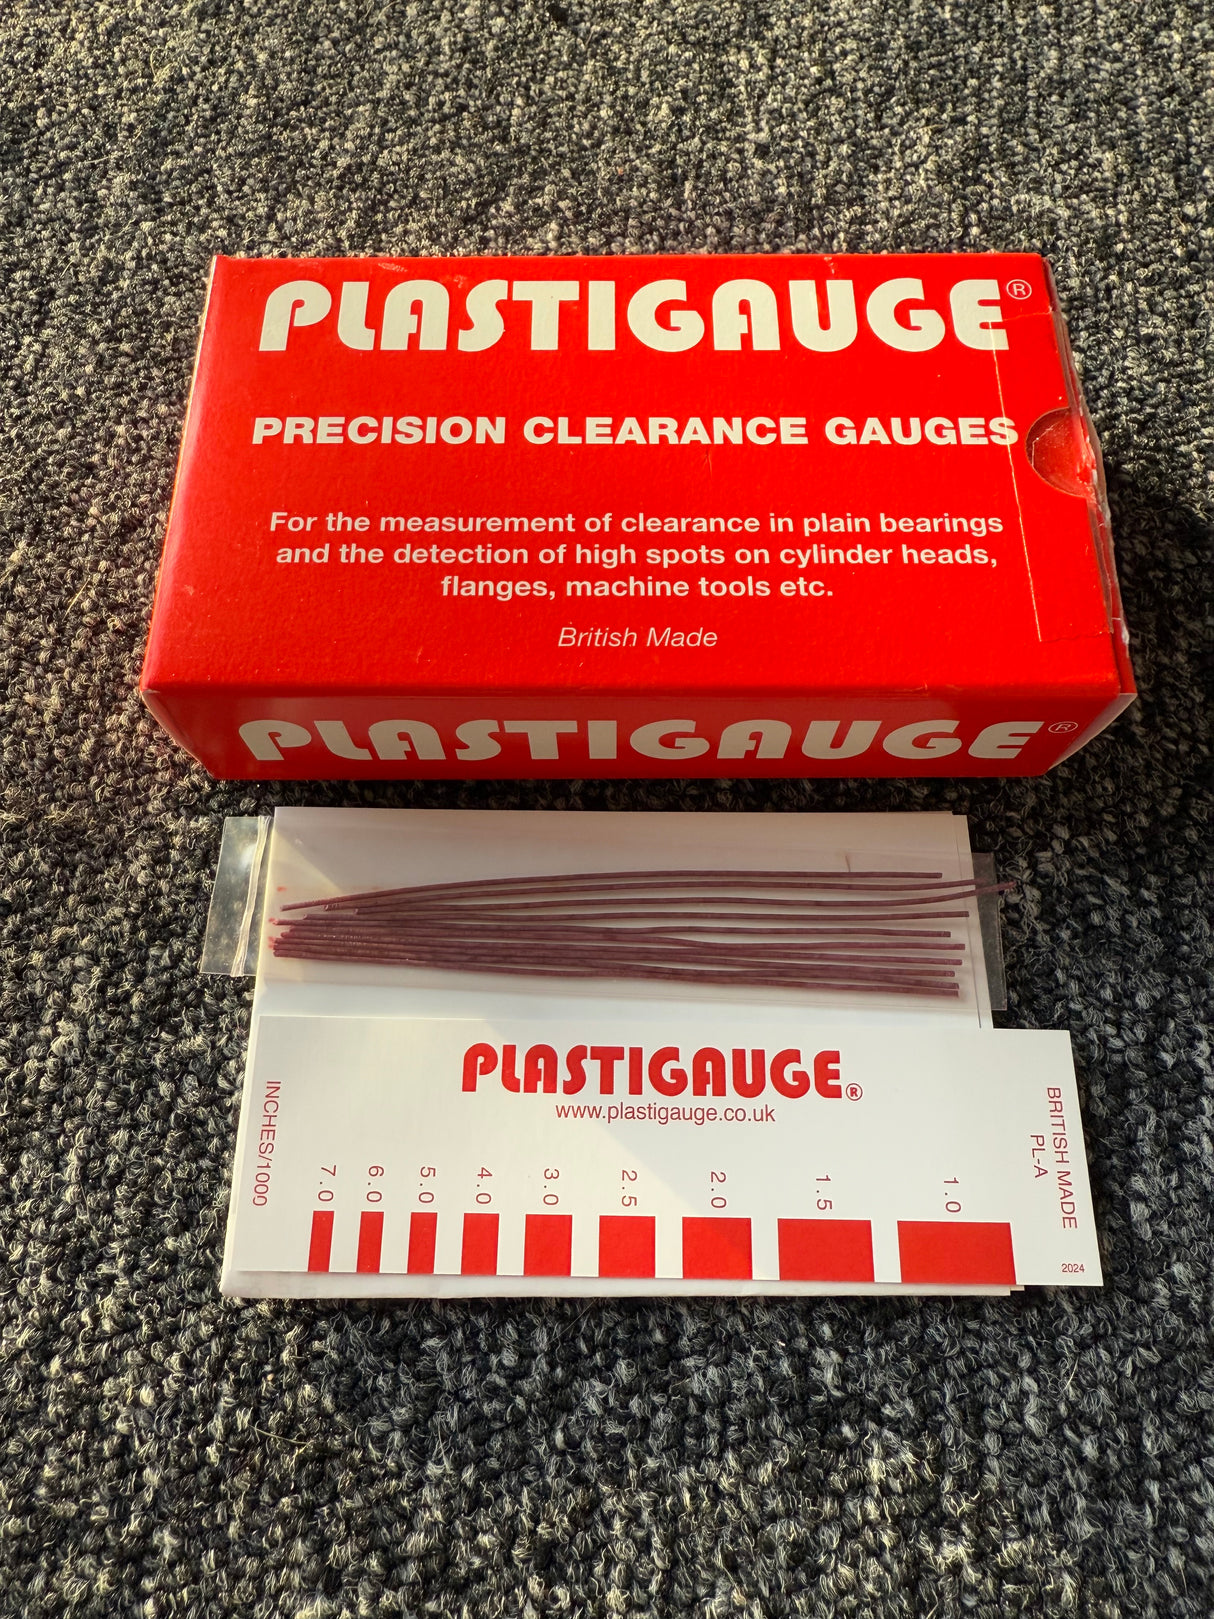 PLASTIGAUGE®
PRECISION CLEARANCE GAUGES
For the measurement of clearance in plain bearings
and the detection of high spots on cylinder heads,
flanges, machine tools etc.
British Made
PLASTIGAUGE®
PLASTIGAUGE®
www.plastigauge.co.uk
INCHES/1000
7.0
6.0
5.0
4.0
3.0
2.5
2.0
1.5
1.0
BRITISH MADE
PL-A
2024